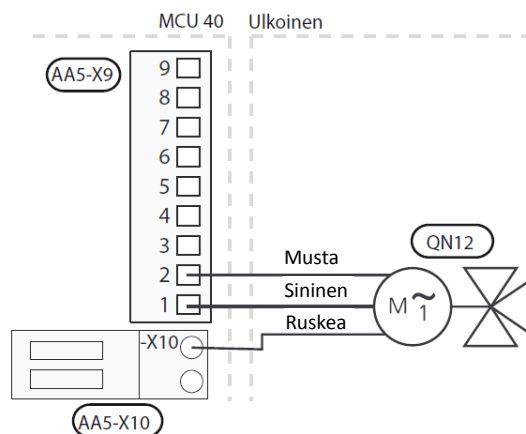 MCU 40 Ulkoinen
AA5-X9
9
8
7
6
5
4
3
2
1
Musta
Sininen
Ruskea
QN12
M ~ 1
-X10
AA5-X10